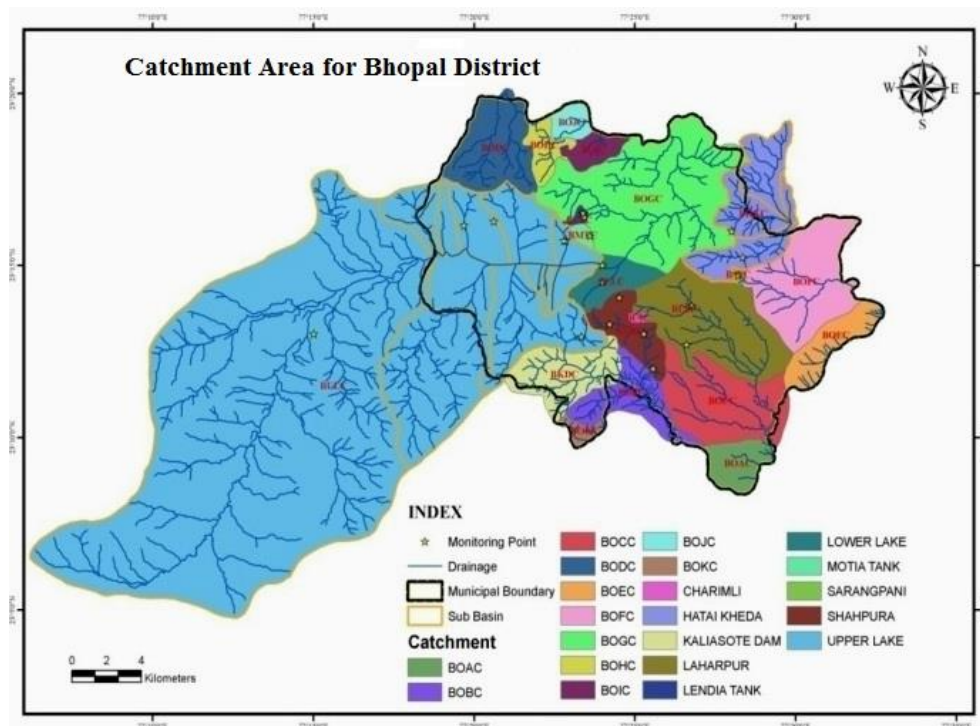 Catchment Area for Bhopal District
N
W E
S
BOGC
BOFC
BOEC
BKDC
BOCC
BOAC
INDEX
Monitoring Point
Drainage
Municipal Boundary
Sub Basin
Catchment
BOAC
BOBC
BOCC
BODC
BOEC
BOFC
BOGC
BOHC
BOIC
BOJC
BOKC
CHARIMLI
HATAI KHEDA
KALIASOTE DAM
LAHARPUR
LENDIA TANK
LOWER LAKE
MOTIA TANK
SARANGPANI
SHAHPURA
UPPER LAKE
0 2 4
Kilometers